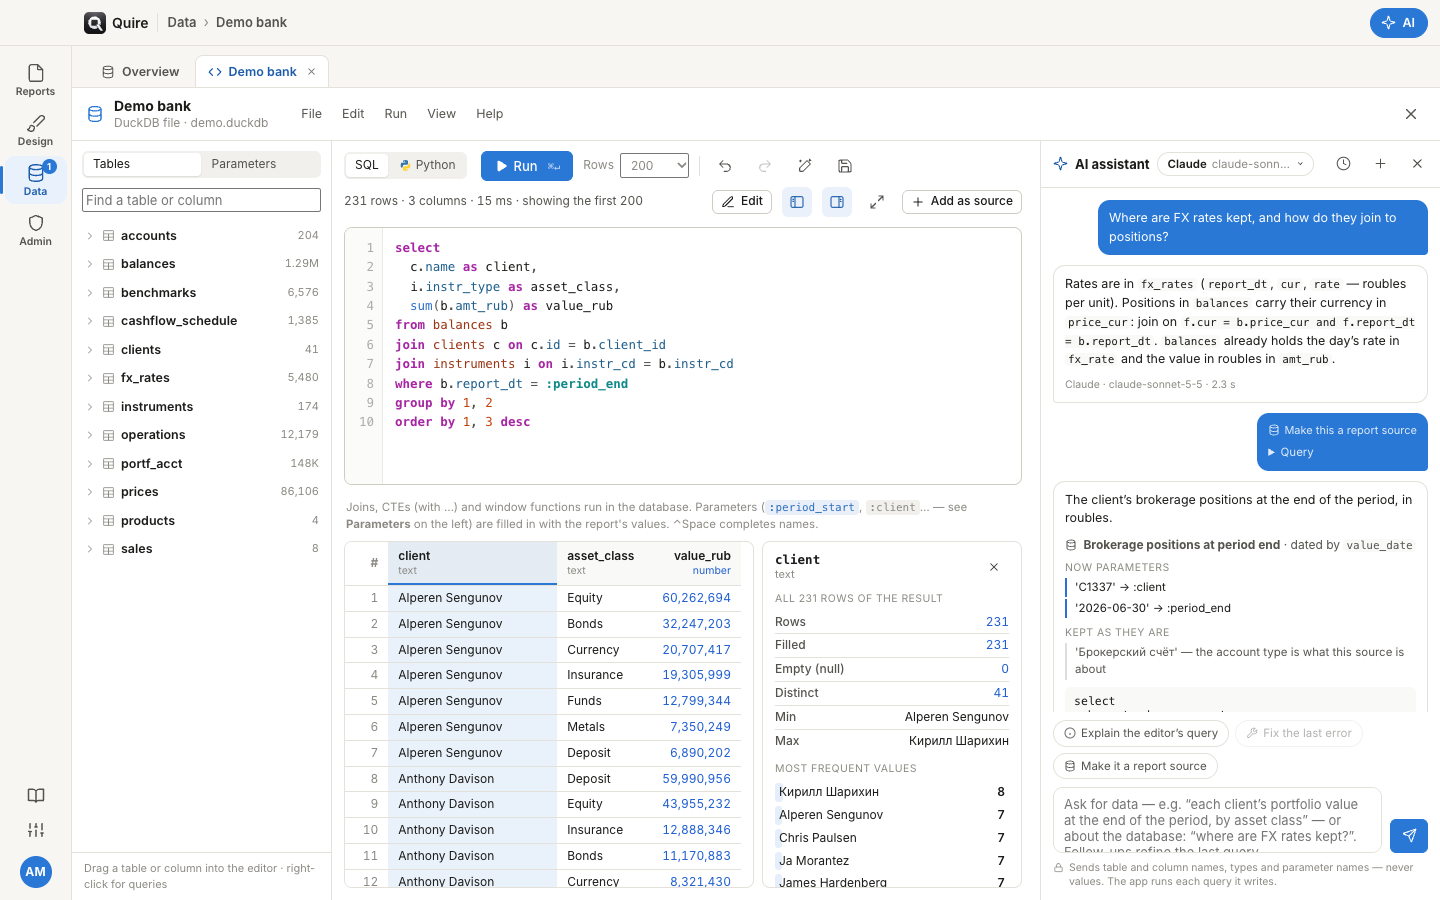 Quire
Data › Demo bank
AI
Reports
Design
Data 1
Admin
AM
Overview
Demo bank ×
Demo bank
DuckDB file · demo.duckdb
File Edit Run View Help
Tables Parameters
Find a table or column
accounts 204
balances 1.29M
benchmarks 6,576
cashflow_schedule 1,385
clients 41
fx_rates 5,480
instruments 174
operations 12,179
portf_acct 148K
prices 86,106
products 4
sales 8
Drag a table or column into the editor · right-
click for queries
SQL Python Run ⌘↵ Rows 200
231 rows · 3 columns · 15 ms · showing the first 200
Edit
Add as source
1 select
2 c.name as client,
3 i.instr_type as asset_class,
4 sum(b.amt_rub) as value_rub
5 from balances b
6 join clients c on c.id = b.client_id
7 join instruments i on i.instr_cd = b.instr_cd
8 where b.report_dt = :period_end
9 group by 1, 2
10 order by 1, 3 desc
Joins, CTEs (with …) and window functions run in the database. Parameters (:period_start, :client… — see
Parameters on the left) are filled in with the report's values. ^Space completes names.
# client asset_class value_rub
text text number
1 Alperen Sengunov Equity 60,262,694
2 Alperen Sengunov Bonds 32,247,203
3 Alperen Sengunov Currency 20,707,417
4 Alperen Sengunov Insurance 19,305,999
5 Alperen Sengunov Funds 12,799,344
6 Alperen Sengunov Metals 7,350,249
7 Alperen Sengunov Deposit 6,890,202
8 Anthony Davison Deposit 59,990,956
9 Anthony Davison Equity 43,955,232
10 Anthony Davison Insurance 12,888,346
11 Anthony Davison Bonds 11,170,883
12 Anthony Davison Currency 8,321,430
client
text
ALL 231 ROWS OF THE RESULT
Rows 231
Filled 231
Empty (null) 0
Distinct 41
Min Alperen Sengunov
Max Кирилл Шарихин
MOST FREQUENT VALUES
Кирилл Шарихин 8
Alperen Sengunov 7
Chris Paulsen 7
Ja Morantez 7
James Hardenberg 7
AI assistant Claude claude-sonn...
Where are FX rates kept, and how do they join to
positions?
Rates are in fx_rates (report_dt, cur, rate — roubles
per unit). Positions in balances carry their currency in
price_cur: join on f.cur = b.price_cur and f.report_dt
= b.report_dt. balances already holds the day’s rate in
fx_rate and the value in roubles in amt_rub.
Claude · claude-sonnet-5-5 · 2.3 s
Make this a report source
▶ Query
The client’s brokerage positions at the end of the period, in
roubles.
Brokerage positions at period end · dated by value_date
NOW PARAMETERS
'C1337' → :client
'2026-06-30' → :period_end
KEPT AS THEY ARE
'Брокерский счёт' — the account type is what this source is
about
select
Explain the editor’s query
Fix the last error
Make it a report source
Ask for data — e.g. “each client’s portfolio value
at the end of the period, by asset class” — or
about the database: “where are FX rates kept?”.
Follow-ups refine the last query
Sends table and column names, types and parameter names — never
values. The app runs each query it writes.